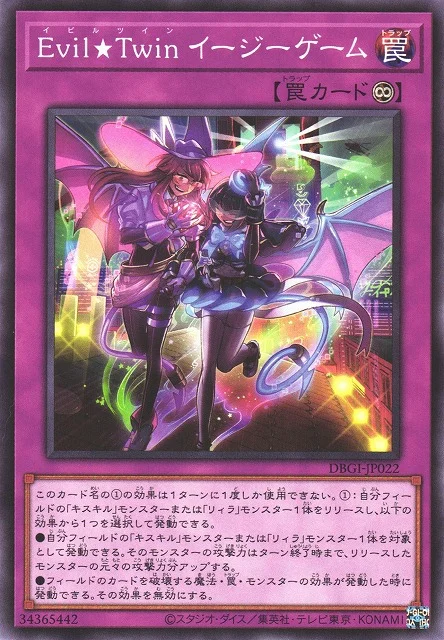 イビルツイン
Evil★Twin イージーゲーム
トラップ
罠
トラップ
【罠カード♾】
DBGI-JP022
このカード名の①の効果は1ターンに1度しか使用できない。①：自分フィー
ルドの「キスキル」モンスターまたは「リィラ」モンスター1体をリリースし、以下の
効果から1つを選択して発動できる。
●自分フィールドの「キスキル」モンスターまたは「リィラ」モンスター1体を対象
として発動できる。そのモンスターの攻撃力はターン終了時まで、リリースした
モンスターの元々の攻撃力分アップする。
●フィールドのカードを破壊する魔法・罠・モンスターの効果が発動した時に
発動できる。その効果を無効にする。
34365442
©スタジオ・ダイス／集英社・テレビ東京・KONAMI